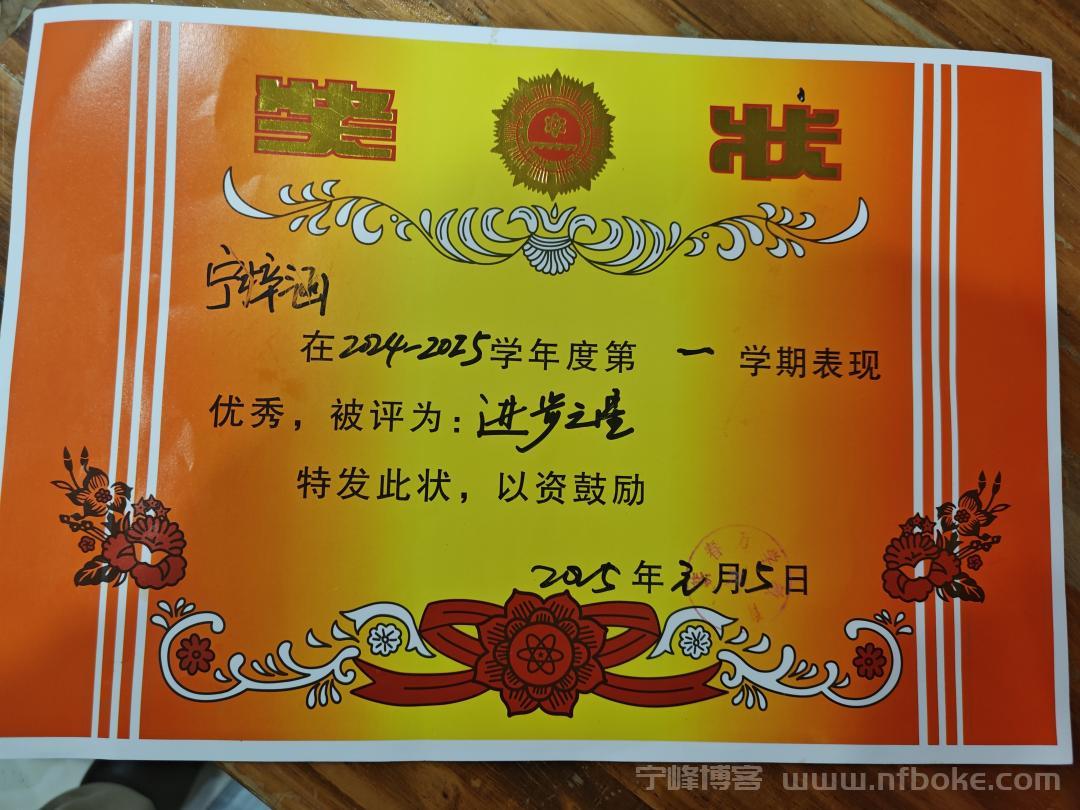 奖 状
宁梓涵
在2024-2025学年度第 一 学期表现
优秀，被评为：进步之星
特发此状，以资鼓励
2025年元月15日
宁峰博客 www.nfboke.com